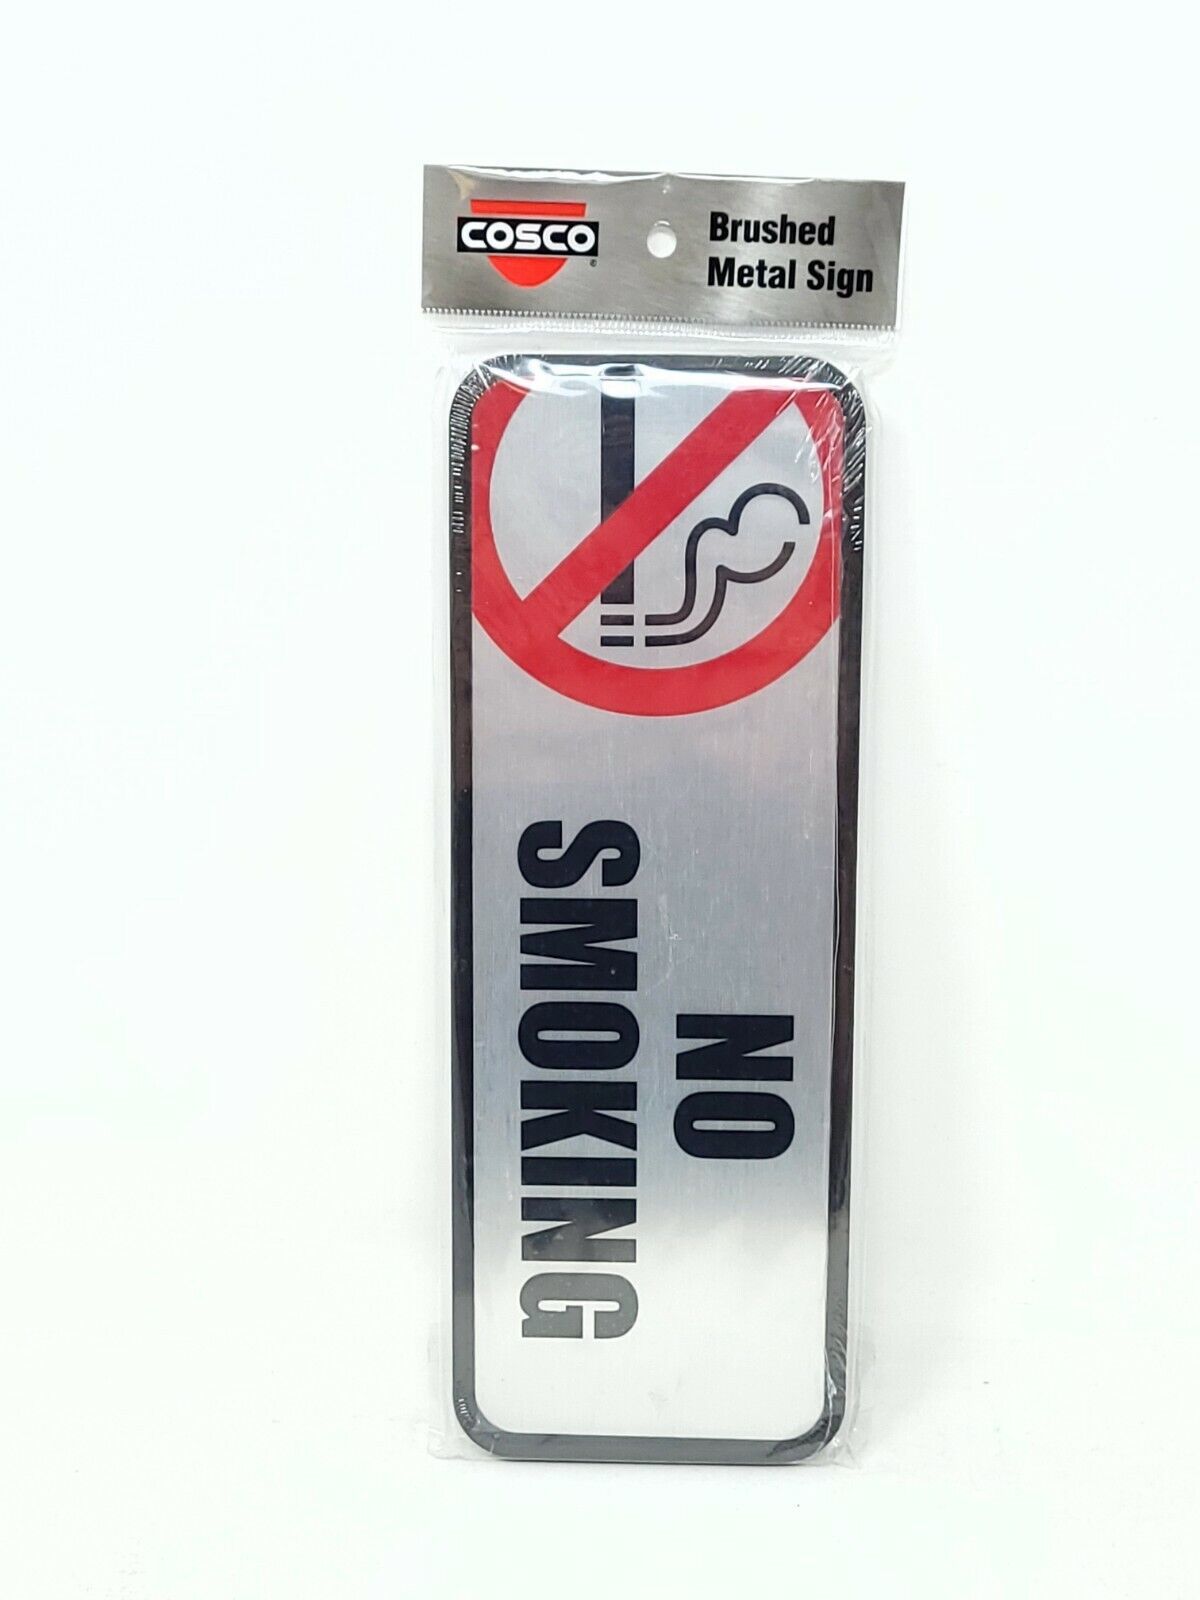 COSCO
®
Brushed
Metal Sign
NO
SMOKING